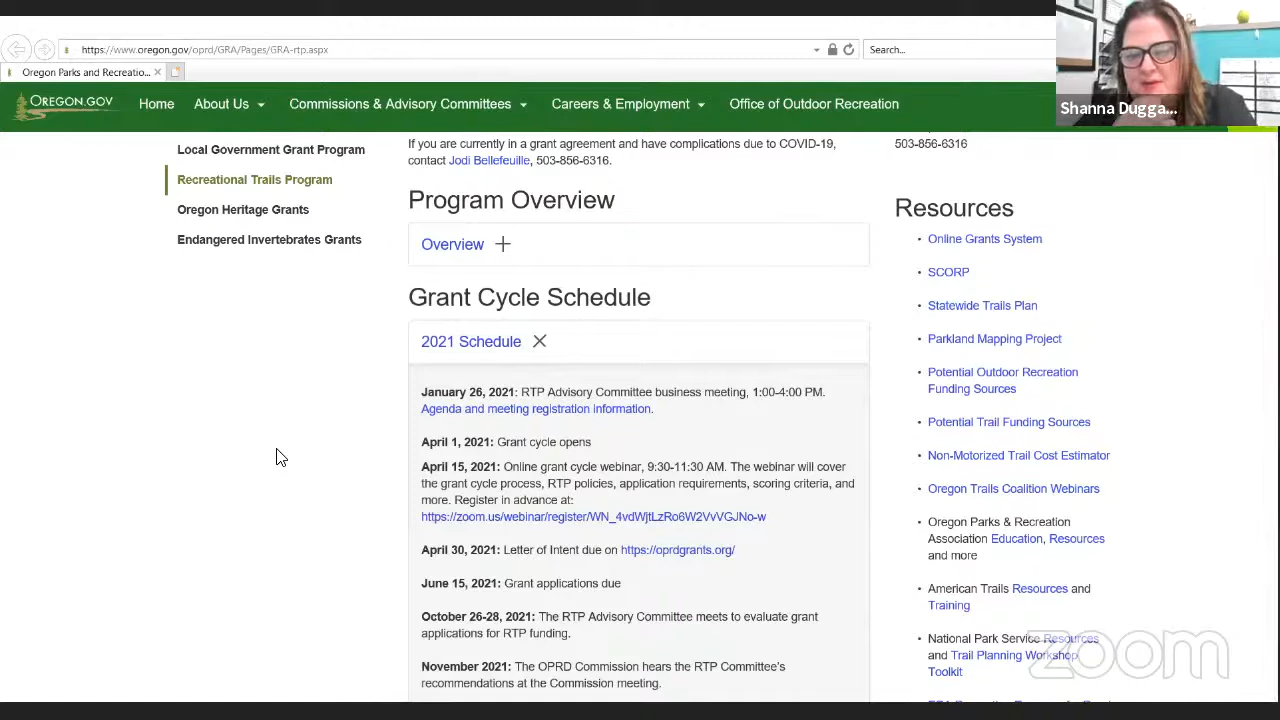 https://www.oregon.gov/oprd/GRA/Pages/GRA-rtp.aspx
Search...
Oregon Parks and Recreatio...
OREGON.GOV
Home
About Us
Commissions & Advisory Committees
Careers & Employment
Office of Outdoor Recreation
Shanna Dugga...
Local Government Grant Program
Recreational Trails Program
Oregon Heritage Grants
Endangered Invertebrates Grants
If you are currently in a grant agreement and have complications due to COVID-19,
contact Jodi Bellefeuille, 503-856-6316.
Program Overview
Overview
Grant Cycle Schedule
2021 Schedule
January 26, 2021: RTP Advisory Committee business meeting, 1:00-4:00 PM.
Agenda and meeting registration information.
April 1, 2021: Grant cycle opens
April 15, 2021: Online grant cycle webinar, 9:30-11:30 AM. The webinar will cover
the grant cycle process, RTP policies, application requirements, scoring criteria, and
more. Register in advance at:
https://zoom.us/webinar/register/WN_4vdWjtLzRo6W2VvVGJNo-w
April 30, 2021: Letter of Intent due on https://oprdgrants.org/
June 15, 2021: Grant applications due
October 26-28, 2021: The RTP Advisory Committee meets to evaluate grant
applications for RTP funding.
November 2021: The OPRD Commission hears the RTP Committee's
recommendations at the Commission meeting.
503-856-6316
Resources
Online Grants System
SCORP
Statewide Trails Plan
Parkland Mapping Project
Potential Outdoor Recreation
Funding Sources
Potential Trail Funding Sources
Non-Motorized Trail Cost Estimator
Oregon Trails Coalition Webinars
Oregon Parks & Recreation
Association Education, Resources
and more
American Trails Resources and
Training
National Park Service Resources
and Trail Planning Workshop
Toolkit
zoom